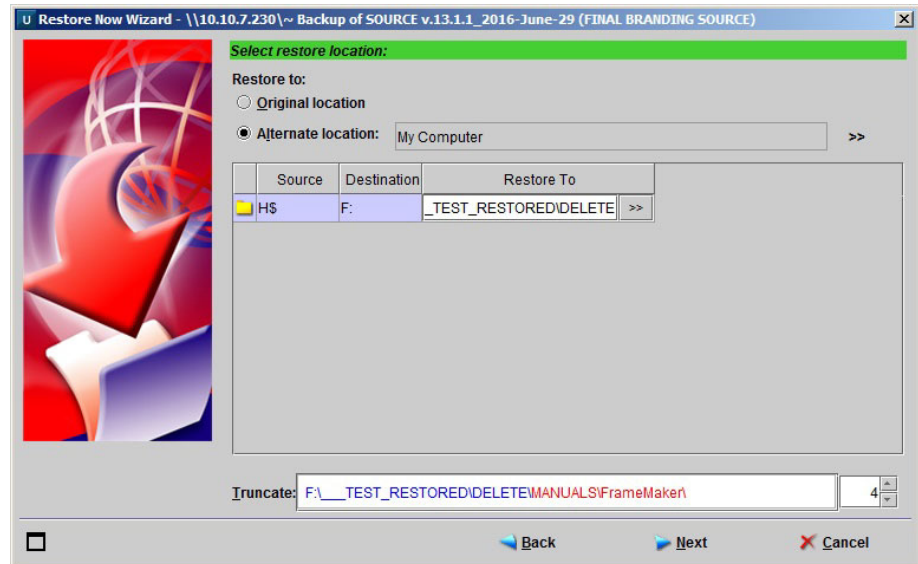 U Restore Now Wizard - \\10.10.7.230\~ Backup of SOURCE v.13.1.1_2016-June-29 (FINAL BRANDING SOURCE)
Select restore location:
Restore to:
Original location
Alternate location: My Computer >>
Source Destination Restore To
H$ F: _TEST_RESTORED\DELETE >>
Truncate: F:\___TEST_RESTORED\DELETE\MANUALS\FrameMaker\ 4
Back Next Cancel